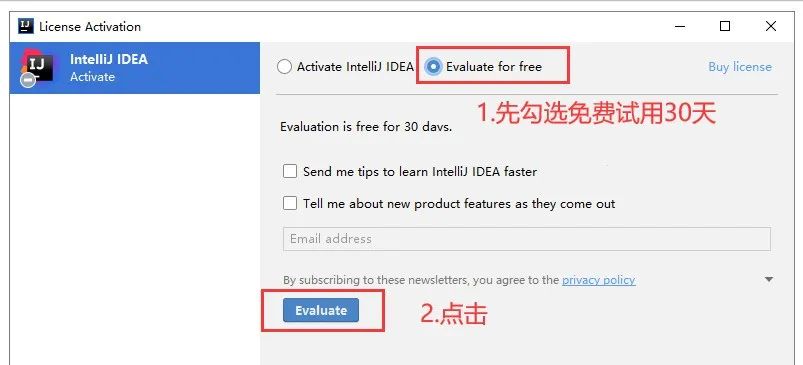 License Activation
IntelliJ IDEA
Activate
Activate IntelliJ IDEA
Evaluate for free
Buy license
1.先勾选免费试用30天
Evaluation is free for 30 days.
Send me tips to learn IntelliJ IDEA faster
Tell me about new product features as they come out
Email address
By subscribing to these newsletters, you agree to the privacy policy
Evaluate
2.点击